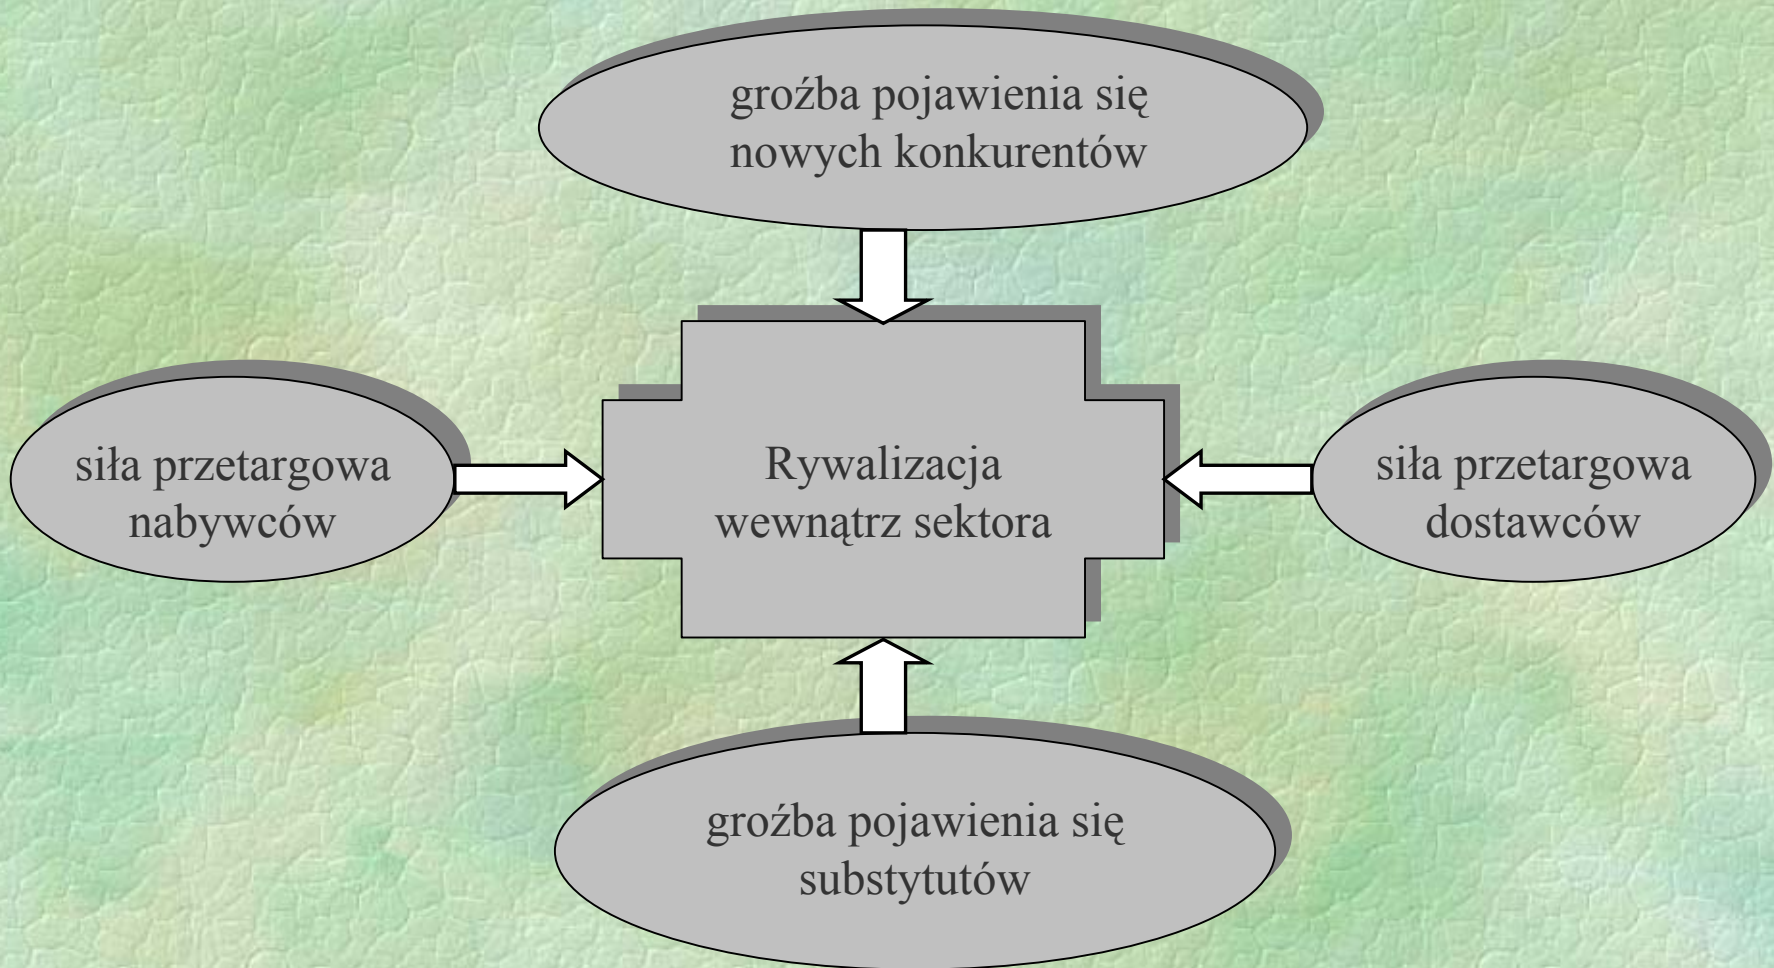 groźba pojawienia się
nowych konkurentów
siła przetargowa
nabywców
Rywalizacja
wewnątrz sektora
siła przetargowa
dostawców
groźba pojawienia się
substytutów